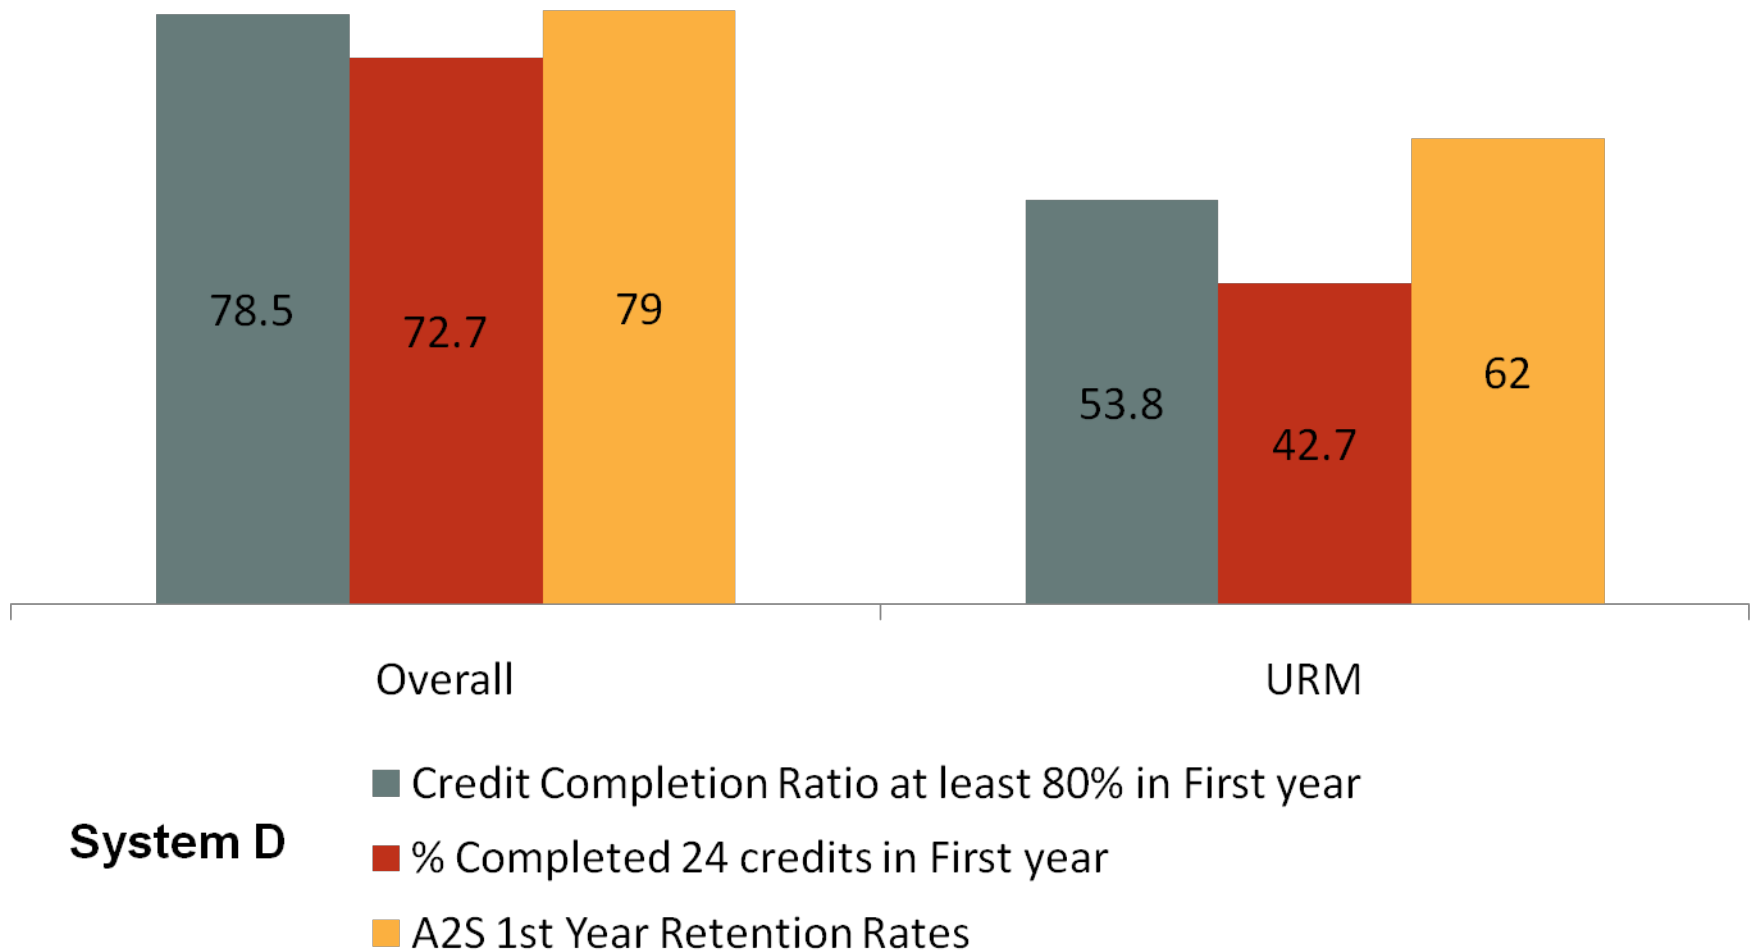 78.5
72.7
79
53.8
42.7
62
Overall
URM
System D
Credit Completion Ratio at least 80% in First year
% Completed 24 credits in First year
A2S 1st Year Retention Rates